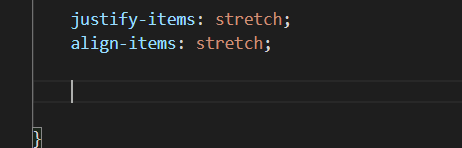 justify-items: stretch;
align-items: stretch;
}